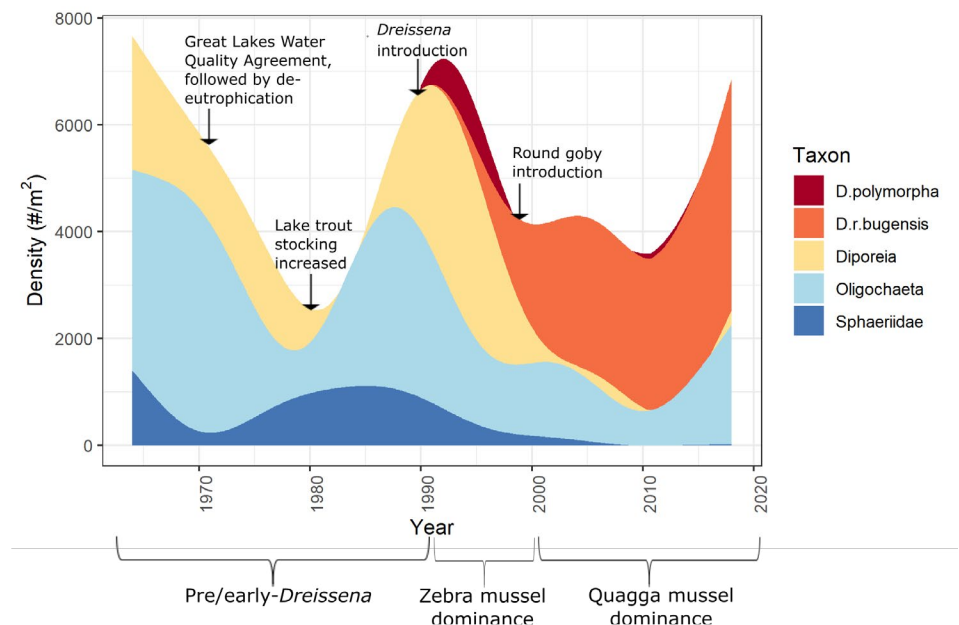 8000
6000
4000
2000
0
Density (#/m²)
Great Lakes Water
Quality Agreement,
followed by de-
eutrophication
Lake trout
stocking
increased
Dreissena
introduction
Round goby
introduction
1970
1980
1990
2000
2010
2020
Year
Taxon
D.polymorpha
D.r.bugensis
Diporeia
Oligochaeta
Sphaeriidae
Pre/early-Dreissena
Zebra mussel
dominance
Quagga mussel
dominance